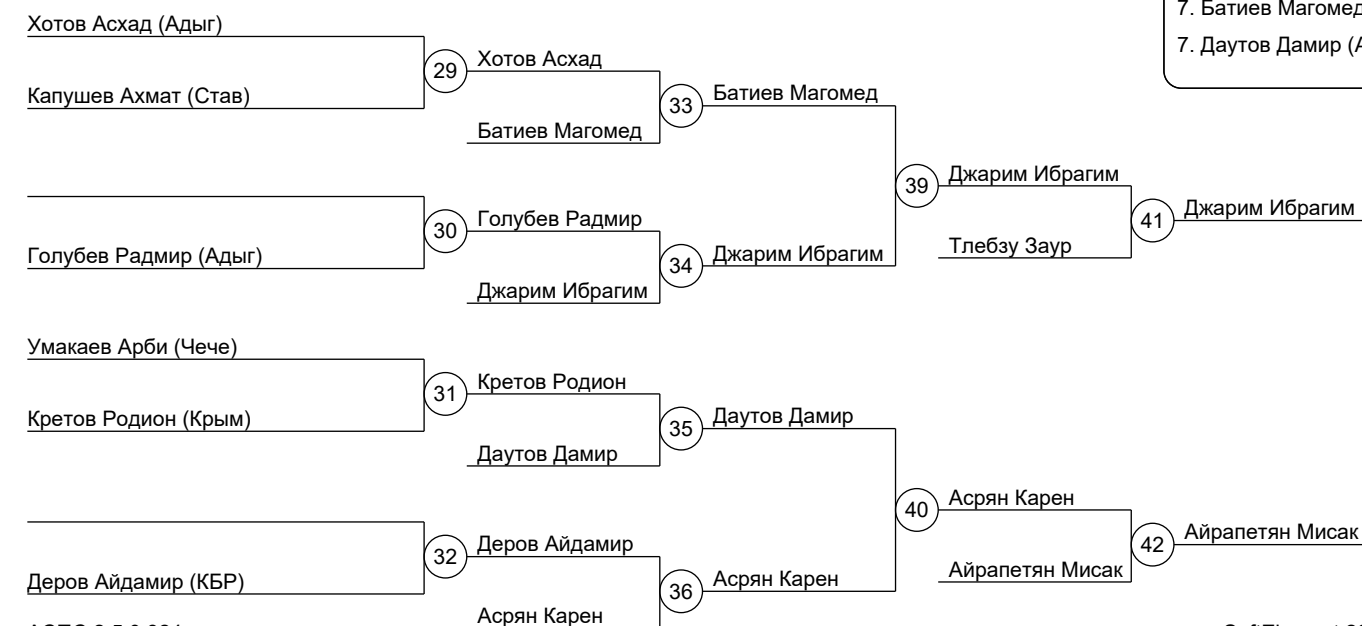 7. Батиев Магомед
7. Даутов Дамир
Хотов Асхад (Адыг)
Капушев Ахмат (Став)
29
Хотов Асхад
Батиев Магомед
33
Батиев Магомед
Голубев Радмир (Адыг)
30
Голубев Радмир
Джарим Ибрагим
34
Джарим Ибрагим
39
Джарим Ибрагим
Тлебзу Заур
41
Джарим Ибрагим
Умакаев Арби (Чече)
Кретов Родион (Крым)
31
Кретов Родион
Даутов Дамир
35
Даутов Дамир
Деров Айдамир (КБР)
32
Деров Айдамир
Асрян Карен
36
Асрян Карен
40
Асрян Карен
Айрапетян Мисак
42
Айрапетян Мисак